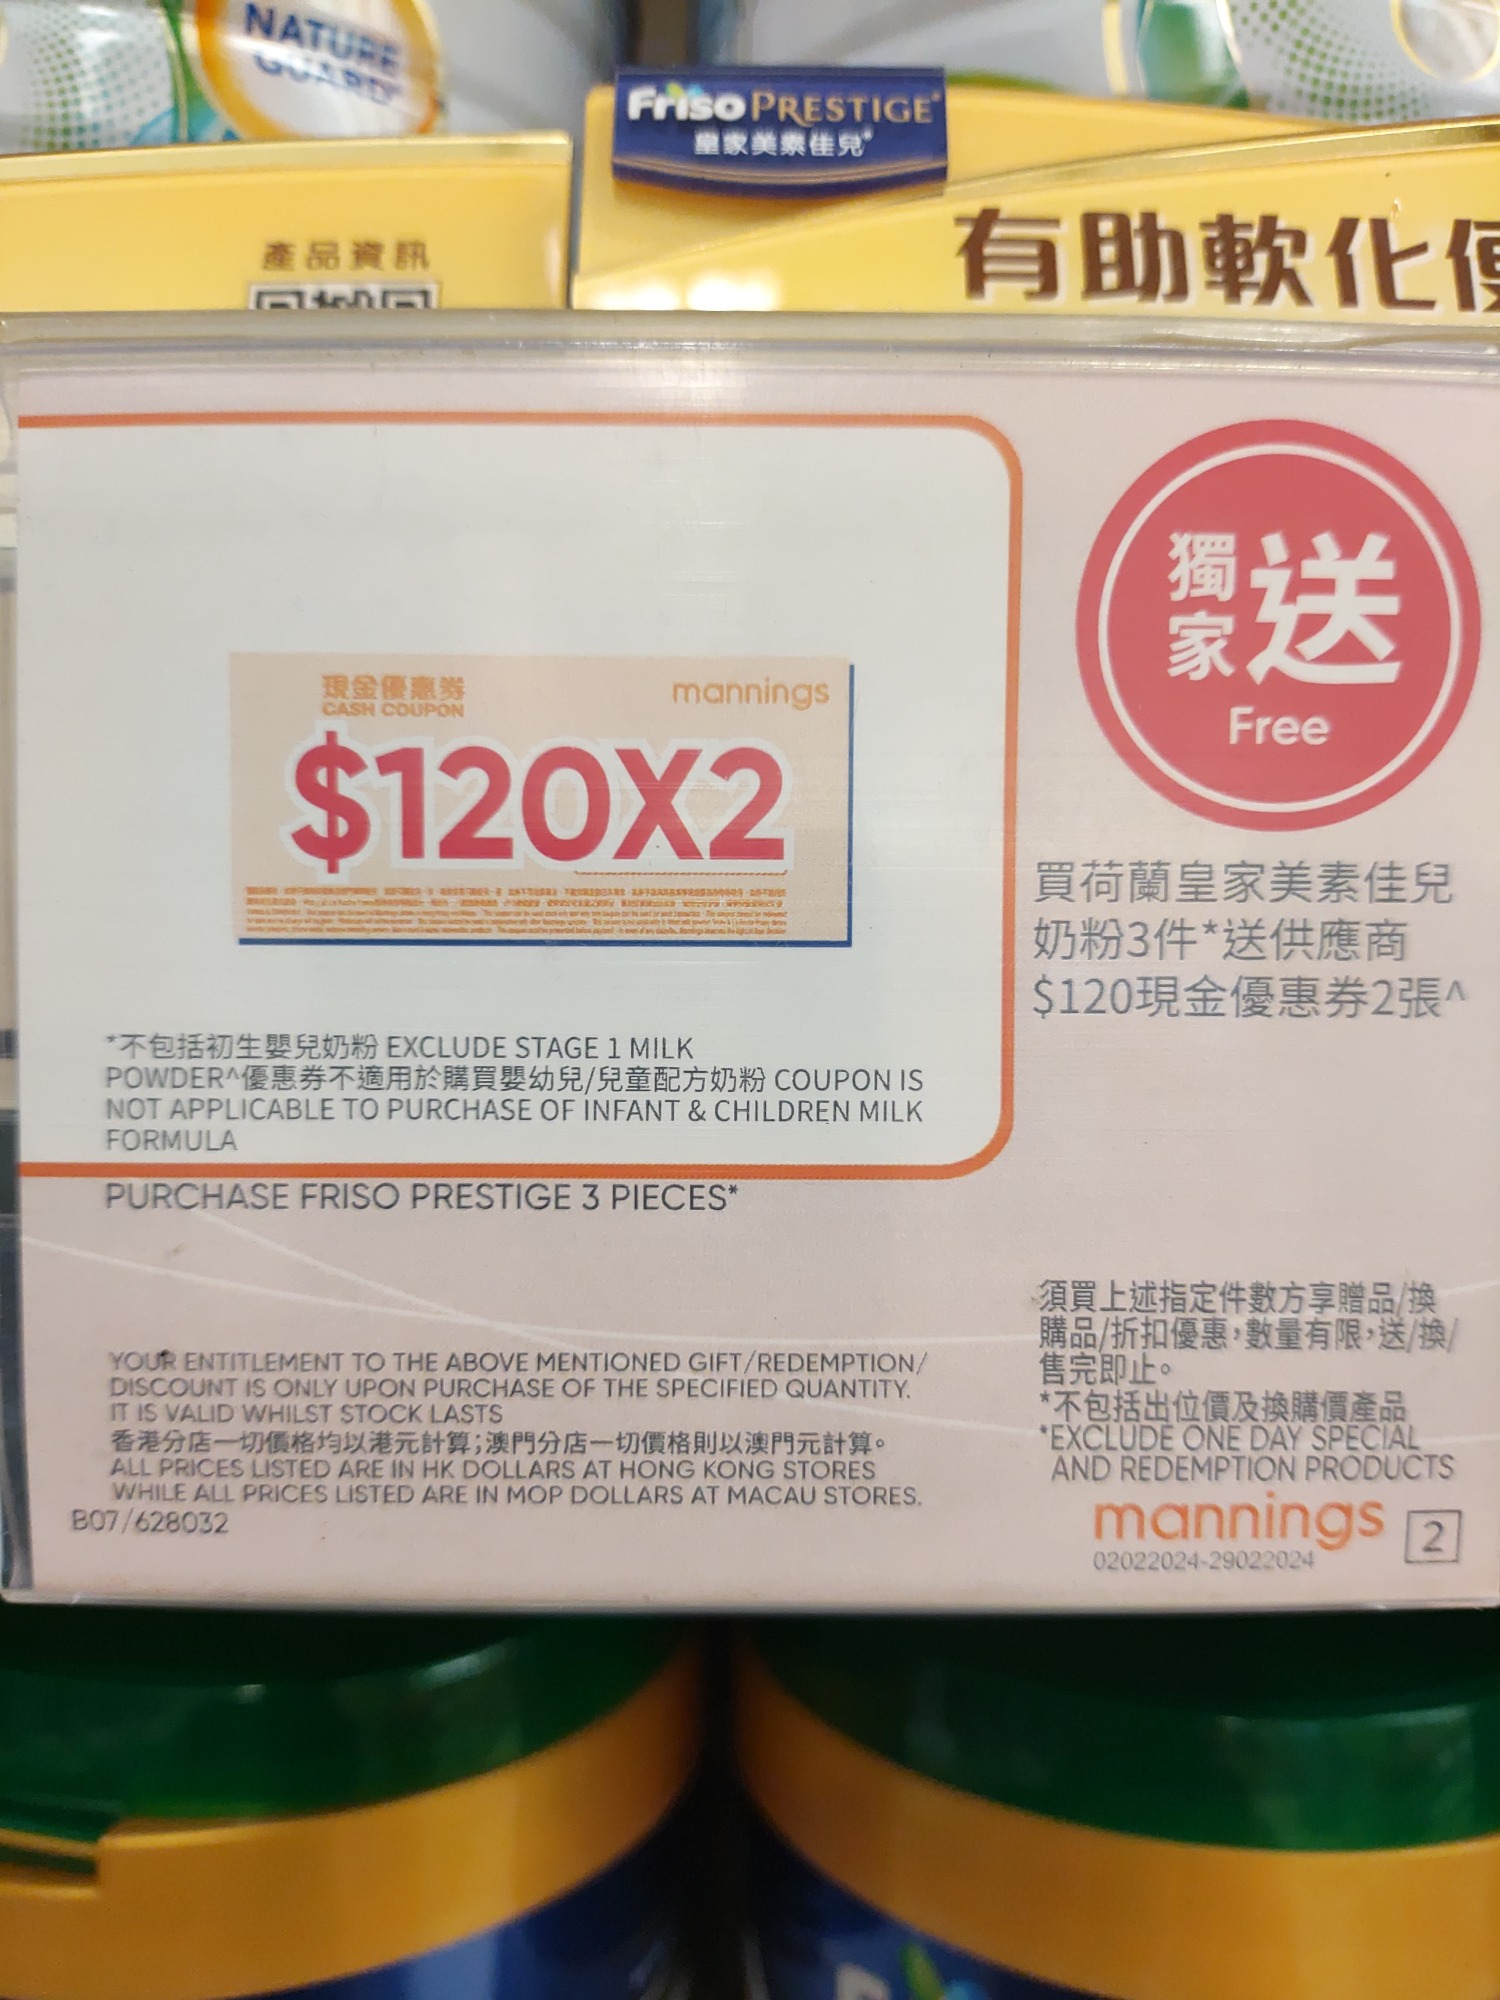 NATURE
GUARD
Friso PRESTIGE
皇家美素佳兒
產品資訊
有助軟化便
獨家送
Free
現金優惠券
CASH COUPON
mannings
$120X2
買荷蘭皇家美素佳兒
奶粉3件*送供應商
$120現金優惠券2張^
*不包括初生嬰兒奶粉 EXCLUDE STAGE 1 MILK
POWDER^優惠券不適用於購買嬰幼兒/兒童配方奶粉 COUPON IS
NOT APPLICABLE TO PURCHASE OF INFANT & CHILDREN MILK
FORMULA
PURCHASE FRISO PRESTIGE 3 PIECES*
須買上述指定件數方享贈品/換
購品/折扣優惠，數量有限，送/換/
售完即止。
*不包括出位價及換購價產品
*EXCLUDE ONE DAY SPECIAL
AND REDEMPTION PRODUCTS
YOUR ENTITLEMENT TO THE ABOVE MENTIONED GIFT/REDEMPTION/
DISCOUNT IS ONLY UPON PURCHASE OF THE SPECIFIED QUANTITY.
IT IS VALID WHILST STOCK LASTS
香港分店一切價格均以港元計算;澳門分店一切價格則以澳門元計算。
ALL PRICES LISTED ARE IN HK DOLLARS AT HONG KONG STORES
WHILE ALL PRICES LISTED ARE IN MOP DOLLARS AT MACAU STORES.
B07/628032
mannings
2
02022024-29022024